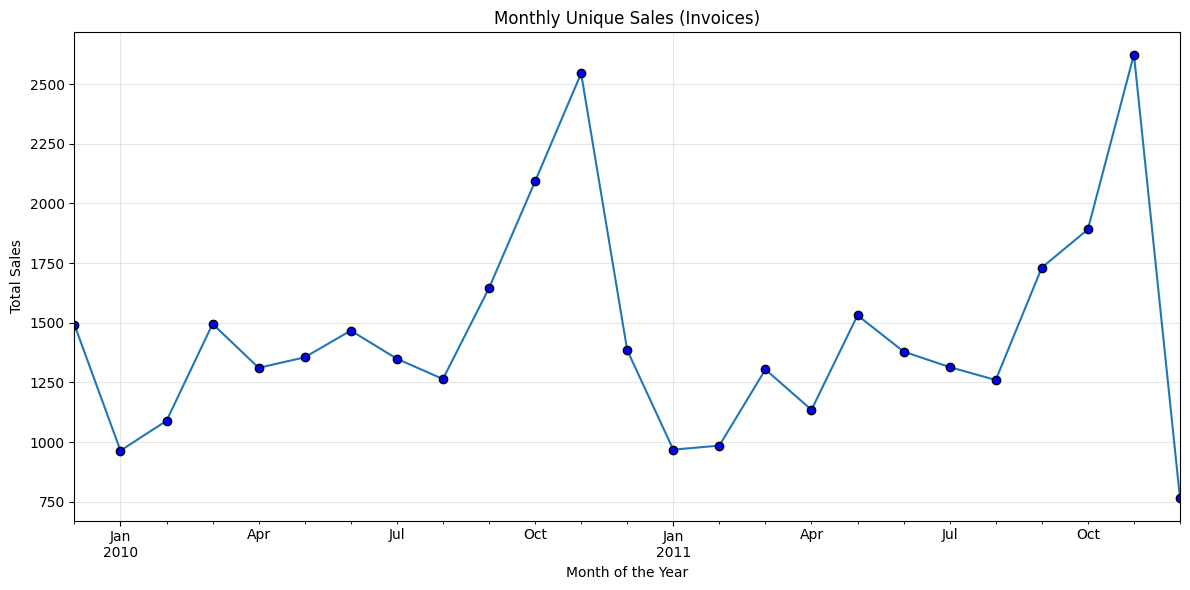 Monthly Unique Sales (Invoices)
Total Sales
2500
2250
2000
1750
1500
1250
1000
750
Jan
2010
Apr
Jul
Oct
Jan
2011
Apr
Jul
Oct
Month of the Year